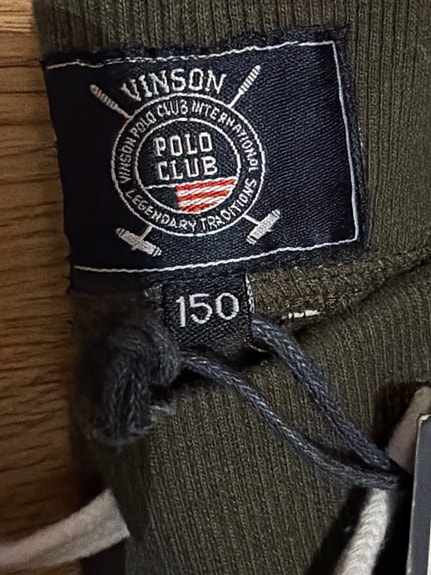 VINSON
VINSON POLO CLUB INTERNATIONAL
POLO
CLUB
LEGENDARY TRADITIONS
150